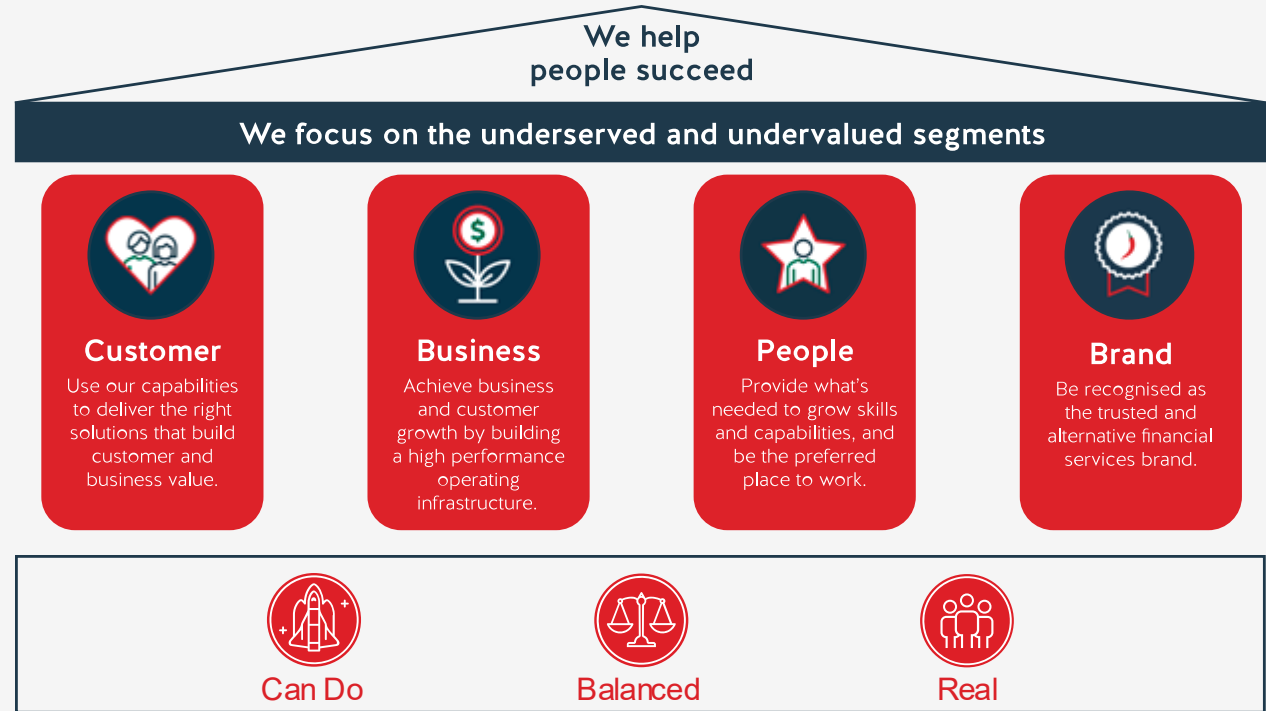 We help
people succeed
We focus on the underserved and undervalued segments
$
Customer
Use our capabilities
to deliver the right
solutions that build
customer and
business value.
Business
Achieve business
and customer
growth by building
a high performance
operating
infrastructure.
People
Provide what's
needed to grow skills
and capabilities, and
be the preferred
place to work.
Brand
Be recognised as
the trusted and
alternative financial
services brand.
Can Do
Balanced
Real